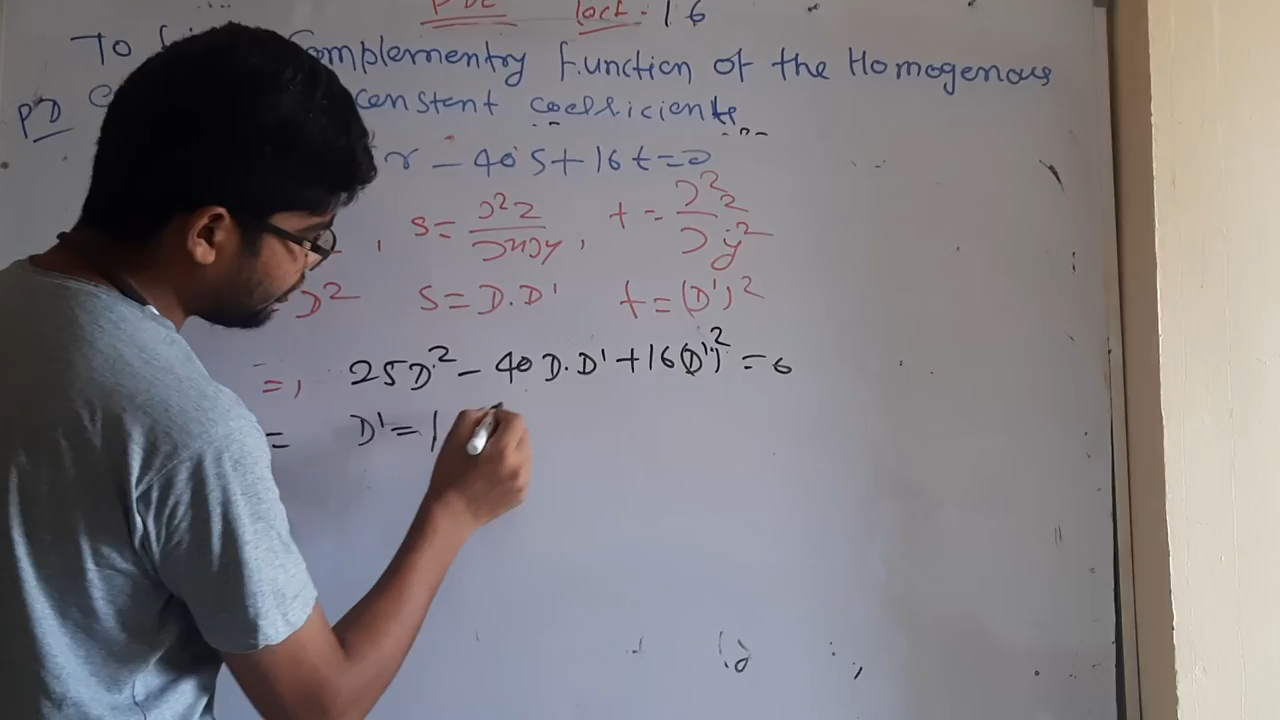 PDE Lect. 16
To Complementry function of the Homogenous
PD constent coefficients
r - 40 s + 16 t = 0
, s = ∂²z/∂x∂y , t = ∂²z/∂y²
D² s = D.D' t = (D')²
=, 25D² - 40 D.D' + 16(D')² = 0
= D' = 1